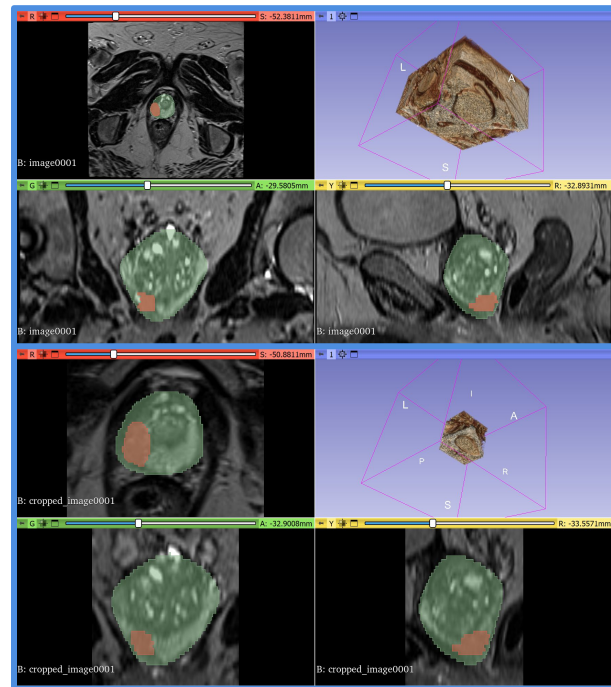 R S: -52.3811mm 1
L A
S
B: image0001
G A: -29.5805mm Y R: -32.8931mm
B: image0001 B: image0001
R S: -50.8811mm 1
I
L A
P R
S
B: cropped_image0001
G A: -32.9008mm Y R: -33.5571mm
B: cropped_image0001 B: cropped_image0001